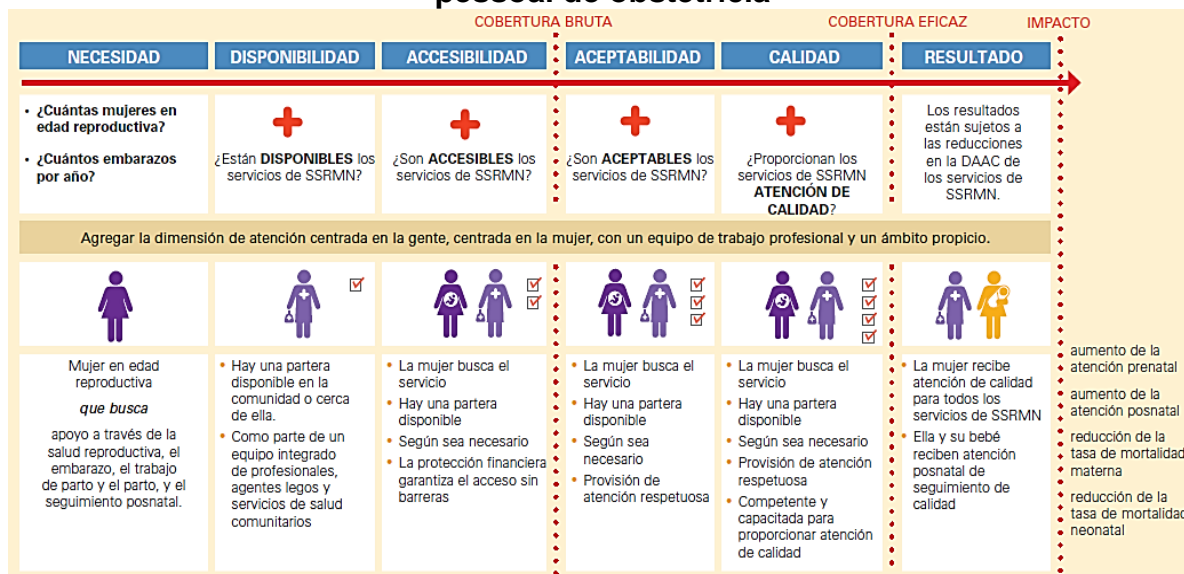 pessoal de obstetrícia
COBERTURA BRUTA
COBERTURA EFICAZ
IMPACTO
NECESIDAD
DISPONIBILIDAD
ACCESIBILIDAD
ACEPTABILIDAD
CALIDAD
RESULTADO
• ¿Cuántas mujeres en
edad reproductiva?
• ¿Cuántos embarazos
por año?
¿Están DISPONIBLES los
servicios de SSRMN?
¿Son ACCESIBLES los
servicios de SSRMN?
¿Son ACEPTABLES los
servicios de SSRMN?
¿Proporcionan los
servicios de SSRMN
ATENCIÓN DE
CALIDAD?
Los resultados
están sujetos a
las reducciones
en la DAAC de
los servicios de
SSRMN.
Agregar la dimensión de atención centrada en la gente, centrada en la mujer, con un equipo de trabajo profesional y un ámbito propicio.
Mujer en edad
reproductiva
que busca
apoyo a través de la
salud reproductiva, el
embarazo, el trabajo
de parto y el parto, y el
seguimiento posnatal.
• Hay una partera
disponible en la
comunidad o cerca
de ella.
• Como parte de un
equipo integrado
de profesionales,
agentes legos y
servicios de salud
comunitarios
• La mujer busca el
servicio
• Hay una partera
disponible
• Según sea necesario
• La protección financiera
garantiza el acceso sin
barreras
• La mujer busca el
servicio
• Hay una partera
disponible
• Según sea
necesario
• Provisión de
atención respetuosa
• La mujer busca el
servicio
• Hay una partera
disponible
• Según sea necesario
• Provisión de atención
respetuosa
• Competente y
capacitada para
proporcionar atención
de calidad
• La mujer recibe
atención de calidad
para todos los
servicios de SSRMN
• Ella y su bebé
reciben atención
posnatal de
seguimiento de
calidad
aumento de la
atención prenatal
aumento de la
atención posnatal
reducción de la
tasa de mortalidad
materna
reducción de la
tasa de mortalidad
neonatal